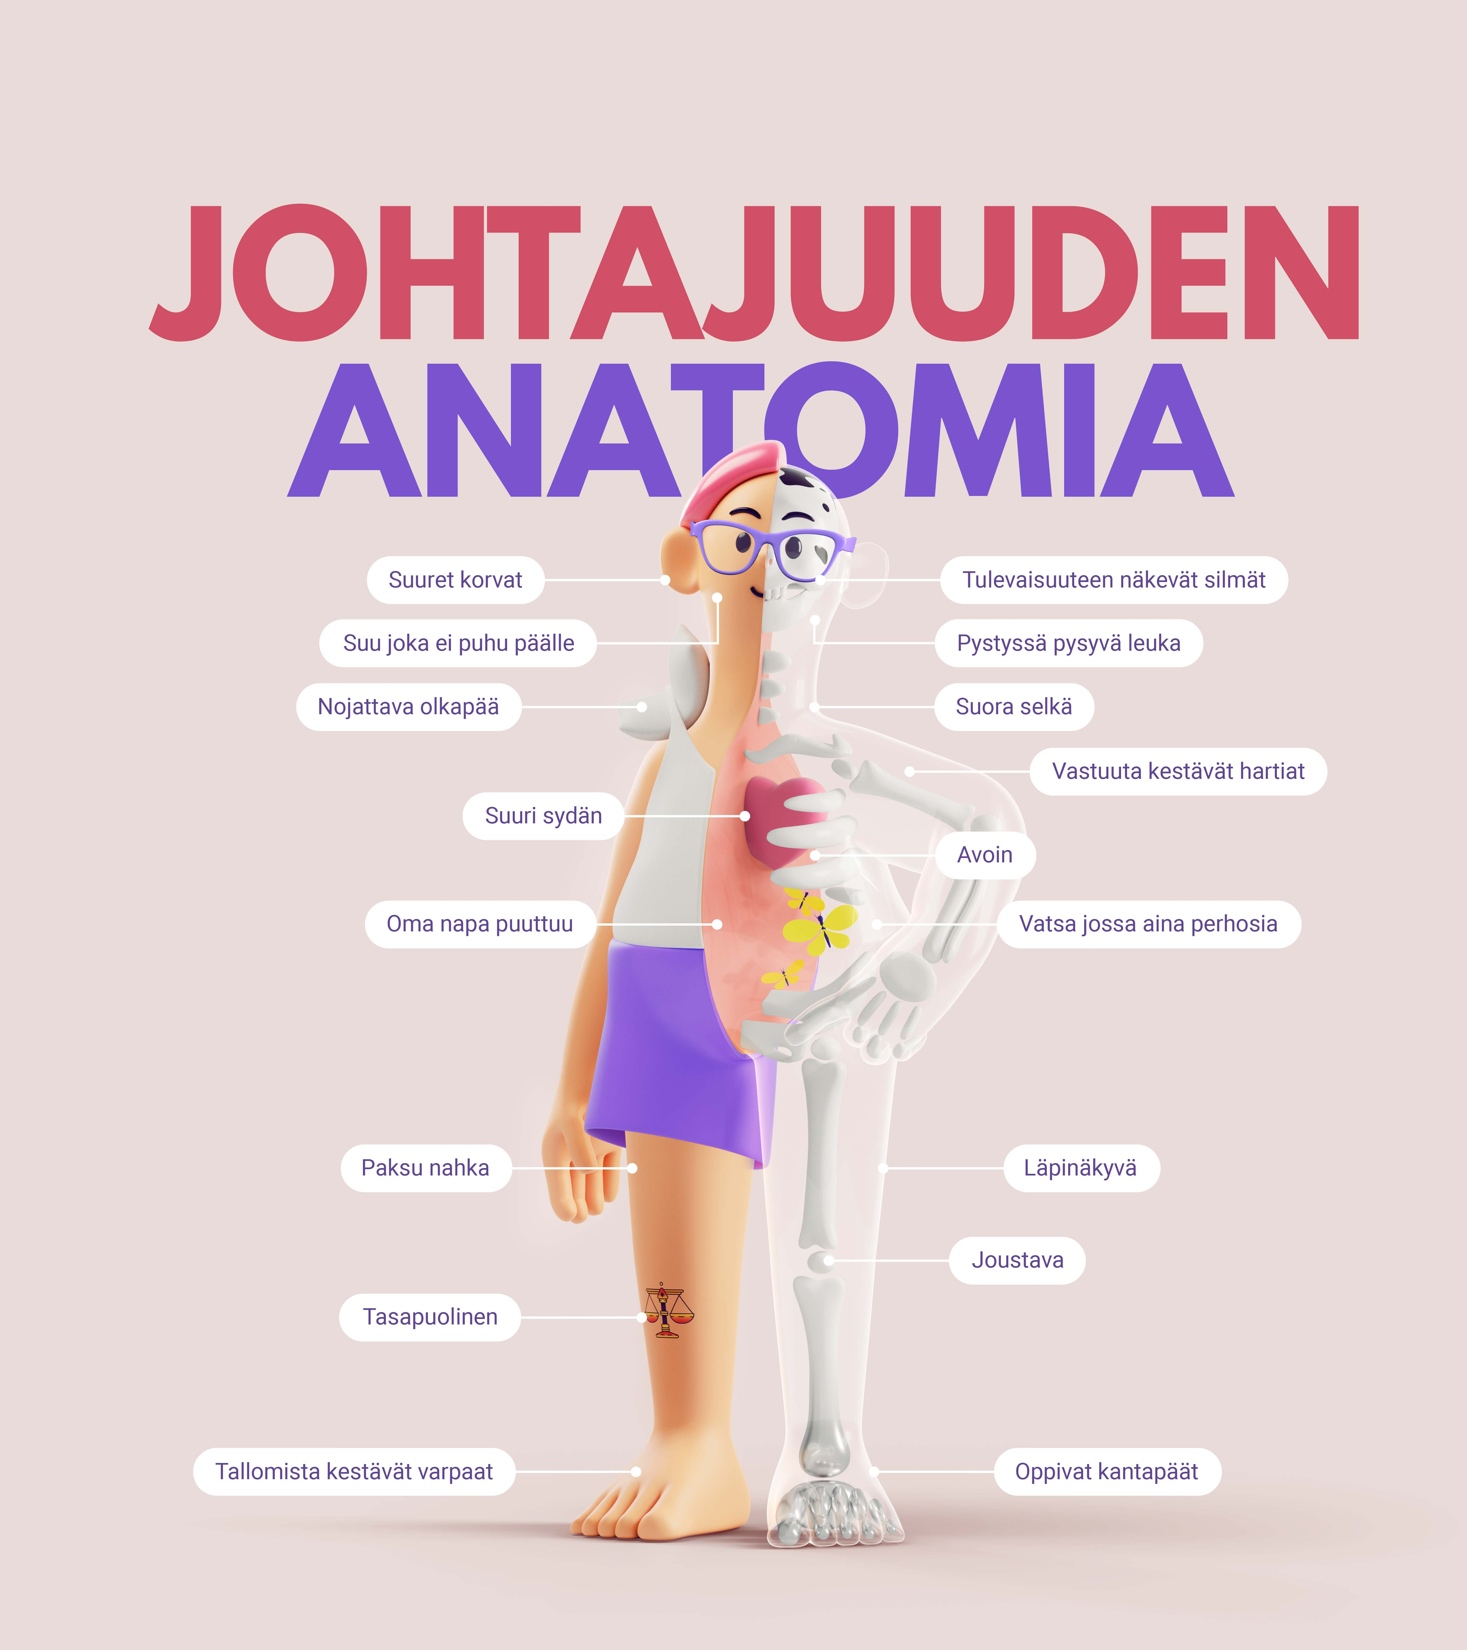 JOHTAJUUDEN
ANATOMIA
Suuret korvat
Tulevaisuuteen näkevät silmät
Suu joka ei puhu päälle
Pystyssä pysyvä leuka
Nojattava olkapää
Suora selkä
Vastuuta kestävät hartiat
Suuri sydän
Avoin
Oma napa puuttuu
Vatsa jossa aina perhosia
Paksu nahka
Läpinäkyvä
Joustava
Tasapuolinen
Tallomista kestävät varpaat
Oppivat kantapäät